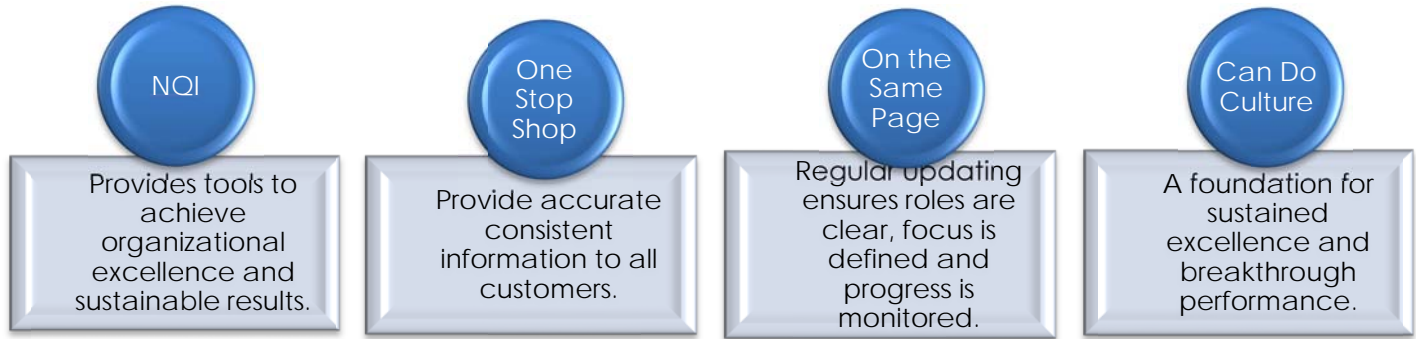 NQI
Provides tools to
achieve
organizational
excellence and
sustainable results.
One
Stop
Shop
Provide accurate
consistent
information to all
customers.
On the
Same
Page
Regular updating
ensures roles are
clear, focus is
defined and
progress is
monitored.
Can Do
Culture
A foundation for
sustained
excellence and
breakthrough
performance.